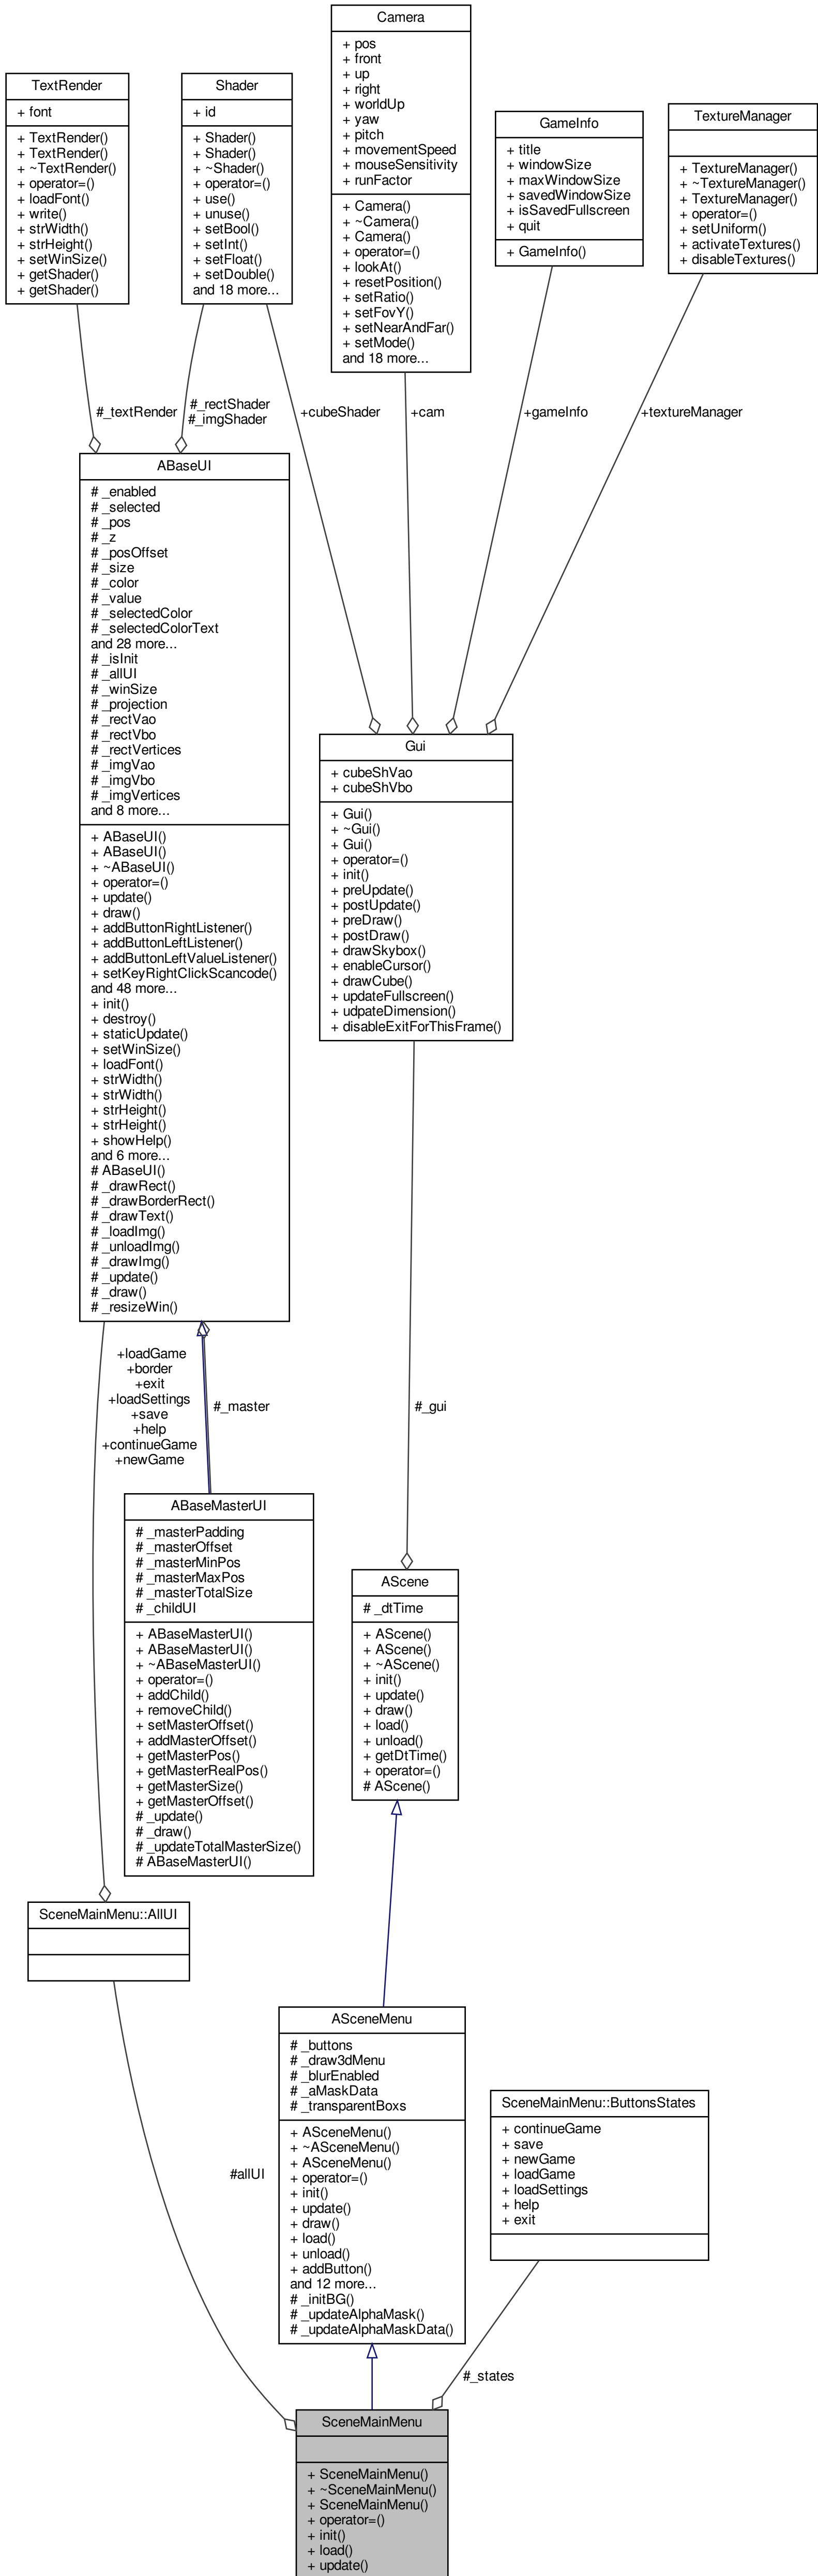 Camera
+ pos
+ front
+ up
+ right
+ worldUp
+ yaw
+ pitch
+ movementSpeed
+ mouseSensitivity
+ runFactor
+ Camera()
+ ~Camera()
+ Camera()
+ operator=()
+ lookAt()
+ resetPosition()
+ setRatio()
+ setFovY()
+ setNearAndFar()
+ setMode()
and 18 more...
TextRender
+ font
+ TextRender()
+ TextRender()
+ ~TextRender()
+ operator=()
+ loadFont()
+ write()
+ strWidth()
+ strHeight()
+ setWinSize()
+ getShader()
+ getShader()
Shader
+ id
+ Shader()
+ Shader()
+ ~Shader()
+ operator=()
+ use()
+ unuse()
+ setBool()
+ setInt()
+ setFloat()
+ setDouble()
and 18 more...
GameInfo
+ title
+ windowSize
+ maxWindowSize
+ savedWindowSize
+ isSavedFullscreen
+ quit
+ GameInfo()
TextureManager
+ TextureManager()
+ ~TextureManager()
+ TextureManager()
+ operator=()
+ setUniform()
+ activateTextures()
+ disableTextures()
#_textRender
#_rectShader
#_imgShader
+cubeShader
+cam
+gameInfo
+textureManager
ABaseUI
# _enabled
# _selected
# _pos
# _z
# _posOffset
# _size
# _color
# _value
# _selectedColor
# _selectedColorText
and 28 more...
# _isInit
# _allUI
# _winSize
# _projection
# _rectVao
# _rectVbo
# _rectVertices
# _imgVao
# _imgVbo
# _imgVertices
and 8 more...
+ ABaseUI()
+ ABaseUI()
+ ~ABaseUI()
+ operator=()
+ update()
+ draw()
+ addButtonRightListener()
+ addButtonLeftListener()
+ addButtonLeftValueListener()
+ setKeyRightClickScancode()
and 48 more...
+ init()
+ destroy()
+ staticUpdate()
+ setWinSize()
+ loadFont()
+ strWidth()
+ strWidth()
+ strHeight()
+ strHeight()
+ showHelp()
and 6 more...
# ABaseUI()
# _drawRect()
# _drawBorderRect()
# _drawText()
# _loadImg()
# _unloadImg()
# _drawImg()
# _update()
# _draw()
# _resizeWin()
Gui
+ cubeShVao
+ cubeShVbo
+ Gui()
+ ~Gui()
+ Gui()
+ operator=()
+ init()
+ preUpdate()
+ postUpdate()
+ preDraw()
+ postDraw()
+ drawSkybox()
+ enableCursor()
+ drawCube()
+ updateFullscreen()
+ udpateDimension()
+ disableExitForThisFrame()
+loadGame
+border
+exit
+loadSettings
+save
+help
+continueGame
+newGame
#_master
#_gui
ABaseMasterUI
# _masterPadding
# _masterOffset
# _masterMinPos
# _masterMaxPos
# _masterTotalSize
# _childUI
+ ABaseMasterUI()
+ ABaseMasterUI()
+ ~ABaseMasterUI()
+ operator=()
+ addChild()
+ removeChild()
+ setMasterOffset()
+ addMasterOffset()
+ getMasterPos()
+ getMasterRealPos()
+ getMasterSize()
+ getMasterOffset()
# _update()
# _draw()
# _updateTotalMasterSize()
# ABaseMasterUI()
AScene
# _dtTime
+ AScene()
+ AScene()
+ ~AScene()
+ init()
+ update()
+ draw()
+ load()
+ unload()
+ getDtTime()
+ operator=()
# AScene()
SceneMainMenu::AllUI
ASceneMenu
# _buttons
# _draw3dMenu
# _blurEnabled
# _aMaskData
# _transparentBoxs
+ ASceneMenu()
+ ~ASceneMenu()
+ ASceneMenu()
+ operator=()
+ init()
+ update()
+ draw()
+ load()
+ unload()
+ addButton()
and 12 more...
# _initBG()
# _updateAlphaMask()
# _updateAlphaMaskData()
SceneMainMenu::ButtonsStates
+ continueGame
+ save
+ newGame
+ loadGame
+ loadSettings
+ help
+ exit
#allUI
#_states
SceneMainMenu
+ SceneMainMenu()
+ ~SceneMainMenu()
+ SceneMainMenu()
+ operator=()
+ init()
+ load()
+ update()